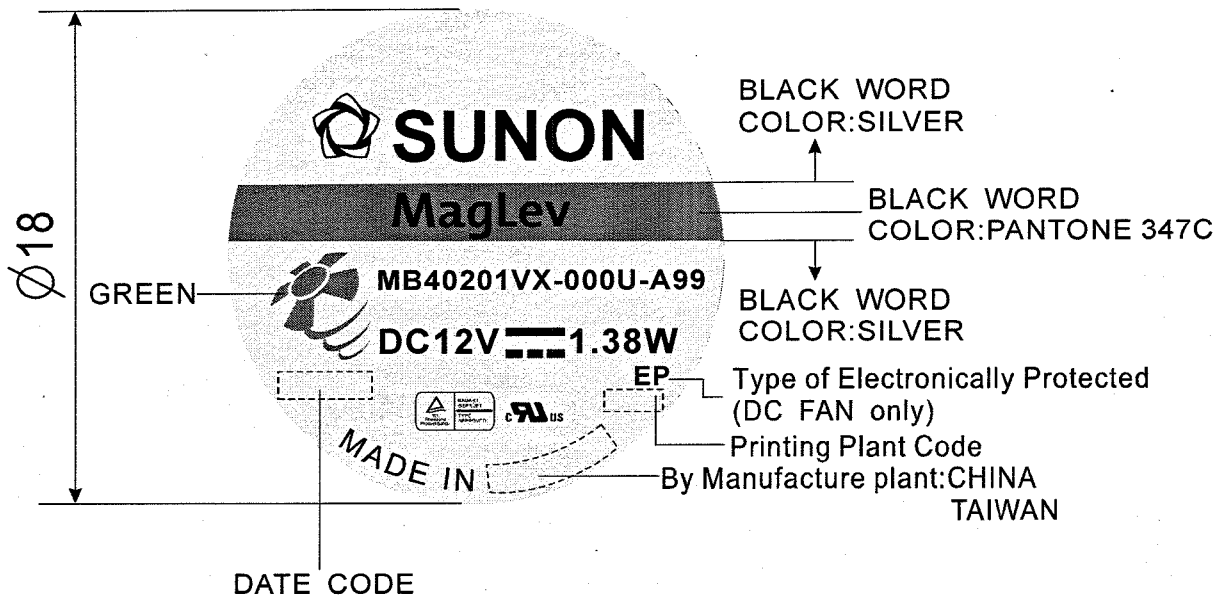 BLACK WORD
COLOR:SILVER
SUNON
MagLev
BLACK WORD
COLOR:PANTONE 347C
Ø18
GREEN
MB40201VX-000U-A99
BLACK WORD
COLOR:SILVER
DC12V 1.38W
EP
Type of Electronically Protected
(DC FAN only)
c RU US
Printing Plant Code
MADE IN
By Manufacture plant:CHINA
TAIWAN
DATE CODE